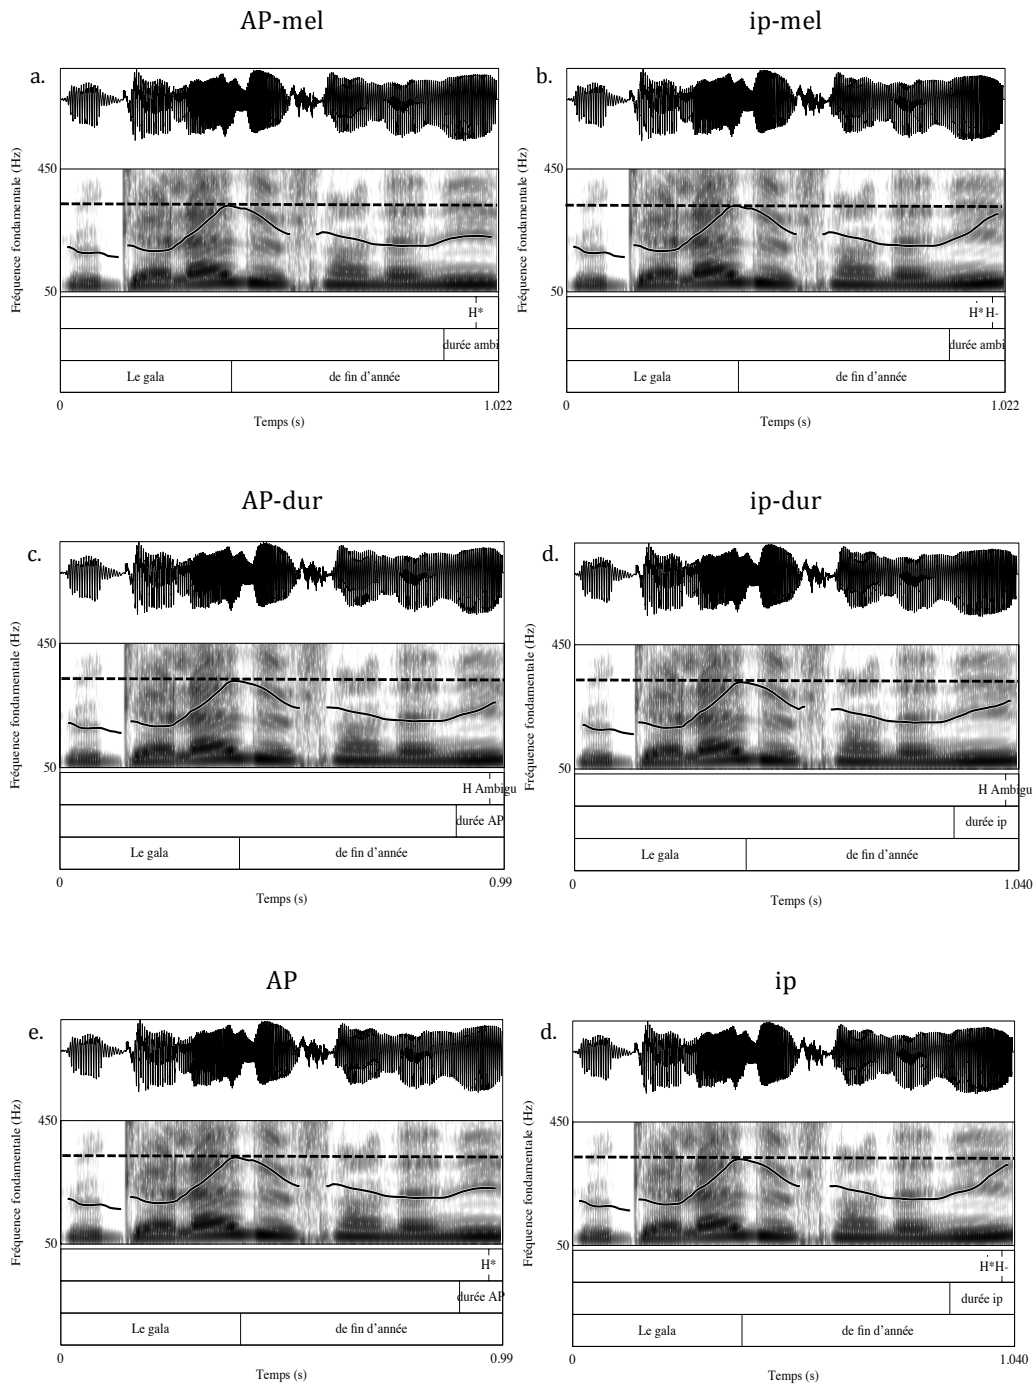 AP-mel
ip-mel
a.
b.
Fréquence fondamentale (Hz)
450
50
H*
durée ambi
Le gala
de fin d'année
0
1.022
Temps (s)
Fréquence fondamentale (Hz)
450
50
H* H-
durée ambi
Le gala
de fin d'année
0
1.022
Temps (s)
AP-dur
ip-dur
c.
d.
Fréquence fondamentale (Hz)
450
50
H Ambigu
durée AP
Le gala
de fin d'année
0
0.99
Temps (s)
Fréquence fondamentale (Hz)
450
50
H Ambigu
durée ip
Le gala
de fin d'année
0
1.040
Temps (s)
AP
ip
e.
d.
Fréquence fondamentale (Hz)
450
50
H*
durée AP
Le gala
de fin d'année
0
0.99
Temps (s)
Fréquence fondamentale (Hz)
450
50
H*H-
durée ip
Le gala
de fin d'année
0
1.040
Temps (s)